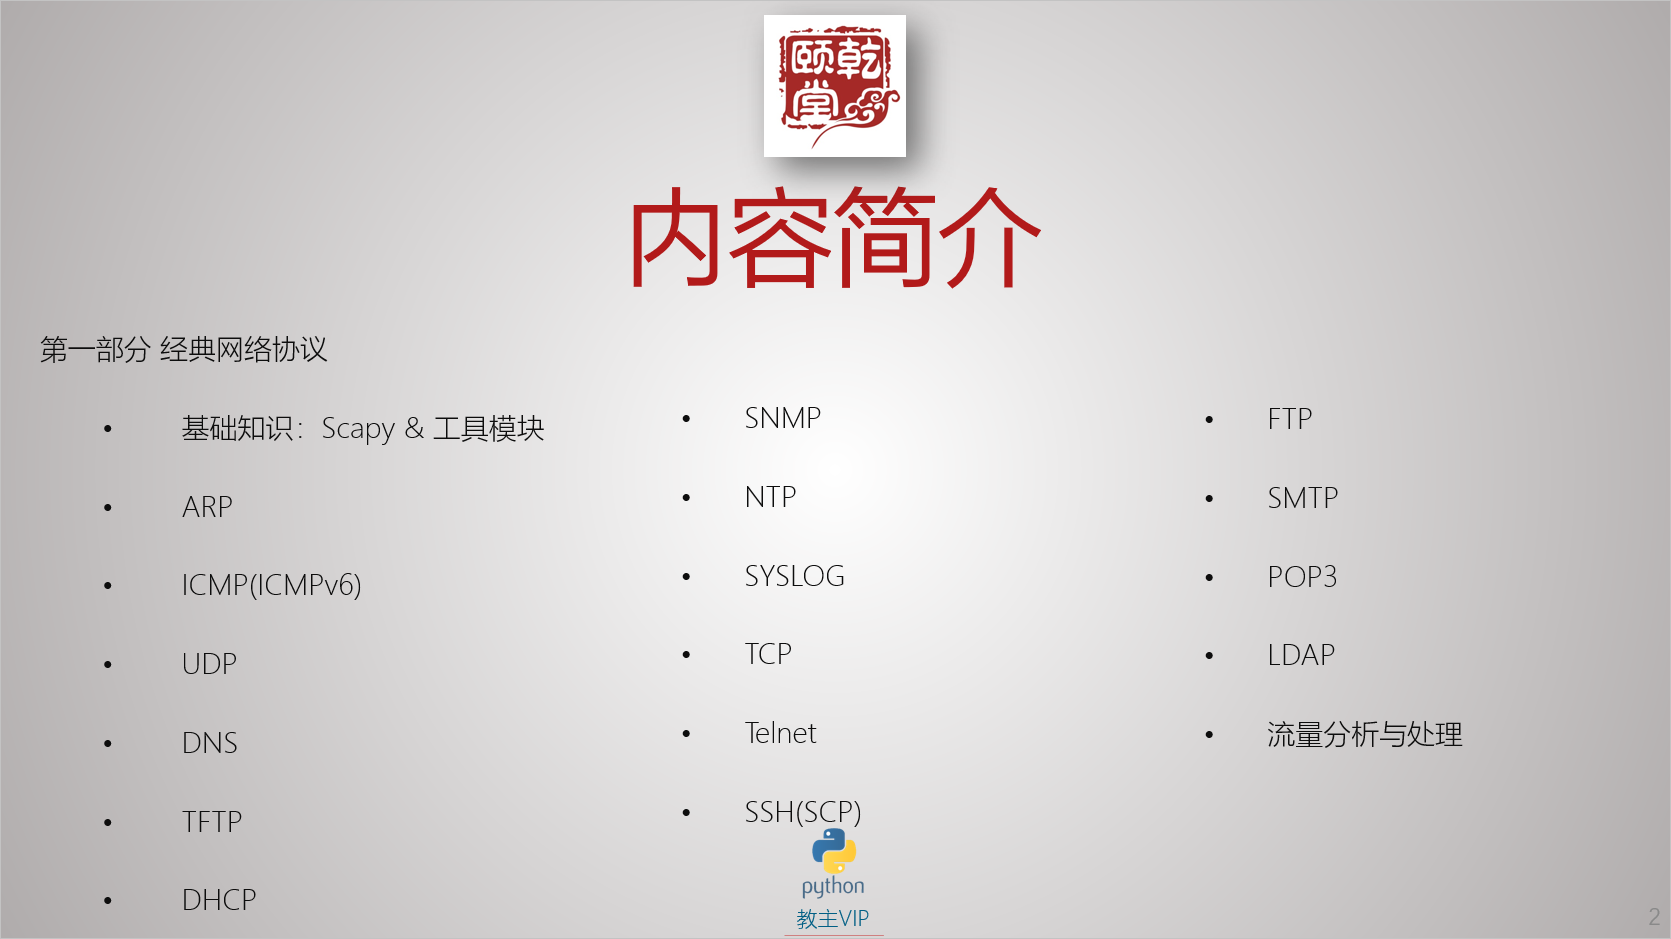 乾颐堂
内容简介
第一部分 经典网络协议
• 基础知识：Scapy & 工具模块
• ARP
• ICMP(ICMPv6)
• UDP
• DNS
• TFTP
• DHCP
• SNMP
• NTP
• SYSLOG
• TCP
• Telnet
• SSH(SCP)
• FTP
• SMTP
• POP3
• LDAP
• 流量分析与处理
python
教主VIP
2